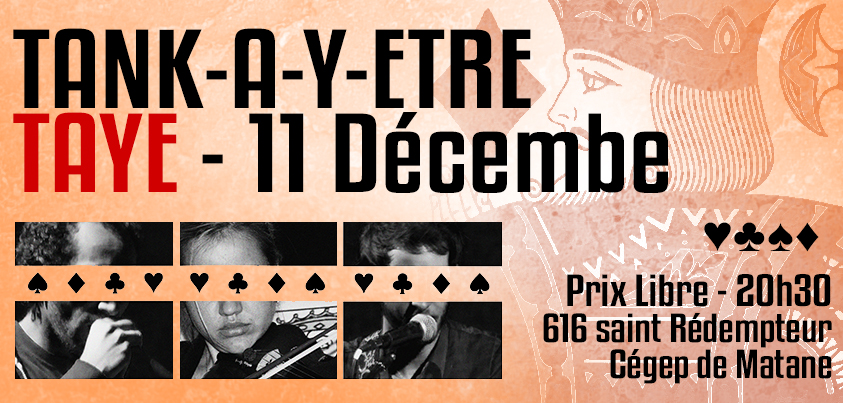 TANK-A-Y-ETRE
TAYE - 11 Décembe
Prix Libre - 20h30
616 saint Rédempteur
Cégep de Matane